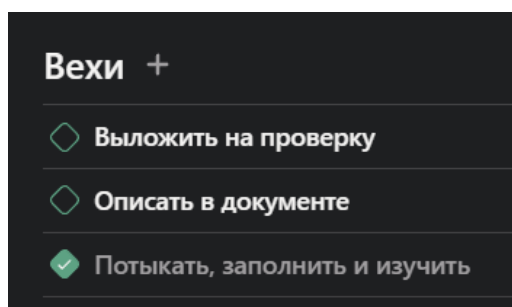 Вехи +
Выложить на проверку
Описать в документе
Потыкать, заполнить и изучить